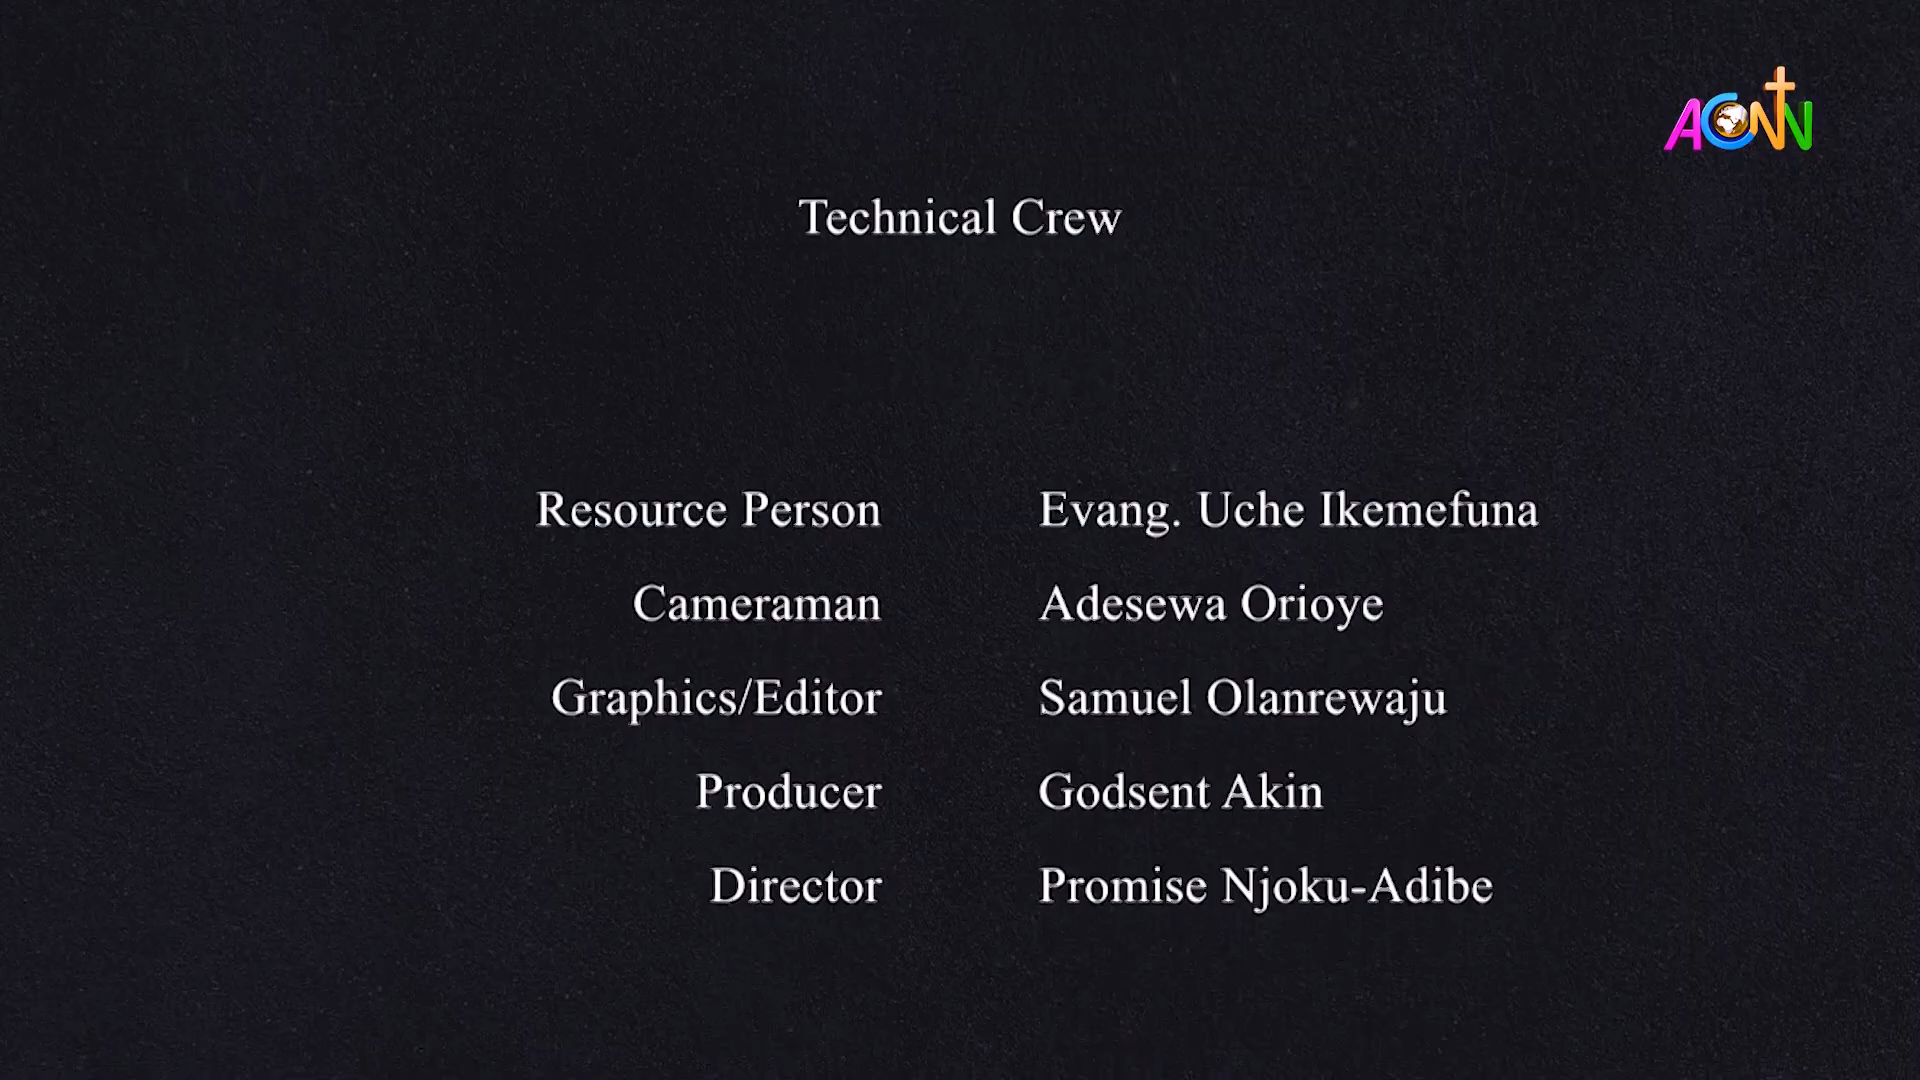 ACNN
Technical Crew
Resource Person Evang. Uche Ikemefuna
Cameraman Adesewa Orioye
Graphics/Editor Samuel Olanrewaju
Producer Godsent Akin
Director Promise Njoku-Adibe